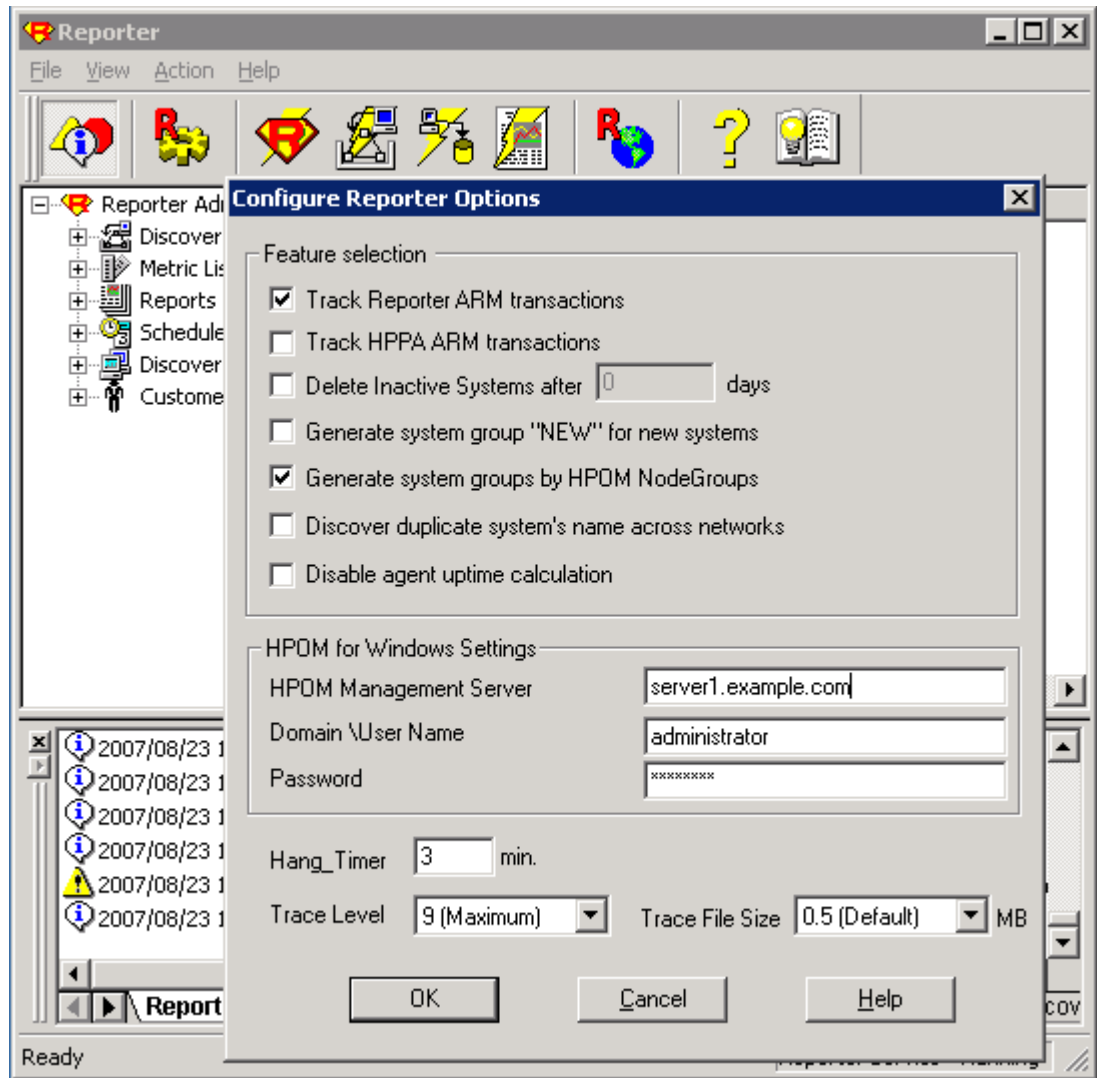 Reporter
File View Action Help
Configure Reporter Options
Reporter Adm
Discover
Metric Lis
Reports
Schedule
Discover
Custome
Feature selection
Track Reporter ARM transactions
Track HPPA ARM transactions
Delete Inactive Systems after 0 days
Generate system group "NEW" for new systems
Generate system groups by HPOM NodeGroups
Discover duplicate system's name across networks
Disable agent uptime calculation
HPOM for Windows Settings
HPOM Management Server server1.example.com
Domain \User Name administrator
Password ××××××××
Hang_Timer 3 min.
Trace Level 9 (Maximum) Trace File Size 0.5 (Default) MB
OK Cancel Help
2007/08/23 1
2007/08/23 1
2007/08/23 1
2007/08/23 1
2007/08/23 1
2007/08/23 1
Report
cov
Ready